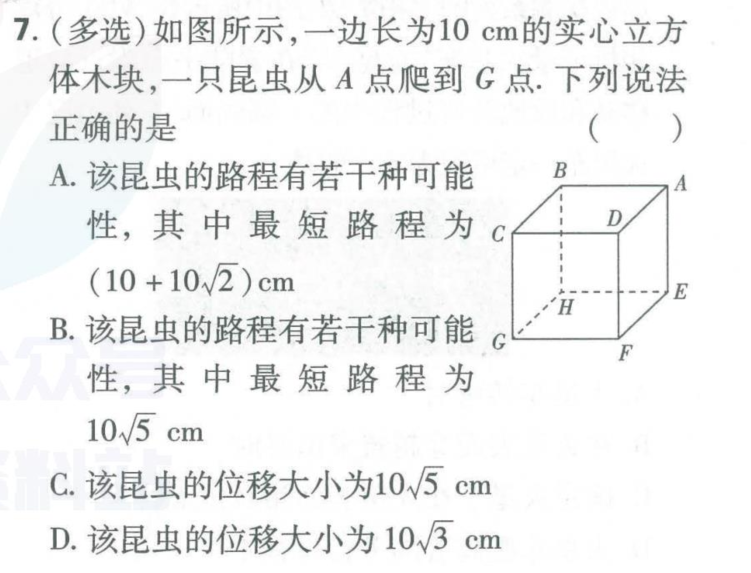 7. (多选)如图所示,一边长为10 cm的实心立方
体木块,一只昆虫从 A 点爬到 G 点. 下列说法
正确的是 (　　)
A. 该昆虫的路程有若干种可能
性, 其中最短路程为
(10 + 10√2)cm
B. 该昆虫的路程有若干种可能
性, 其中最短路程为
10√5 cm
C. 该昆虫的位移大小为10√5 cm
D. 该昆虫的位移大小为 10√3 cm
B
A
C
D
H
E
G
F